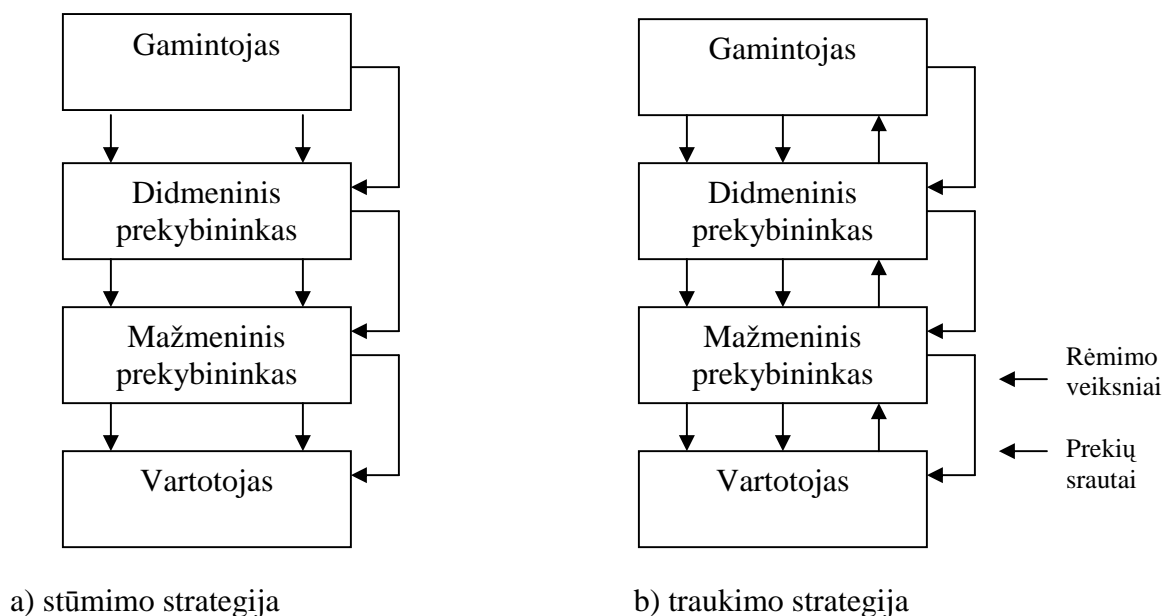 Gamintojas
Didmeninis
prekybininkas
Mažmeninis
prekybininkas
Vartotojas
a) stūmimo strategija
Gamintojas
Didmeninis
prekybininkas
Mažmeninis
prekybininkas
Vartotojas
Rėmimo
veiksniai
Prekių
srautai
b) traukimo strategija